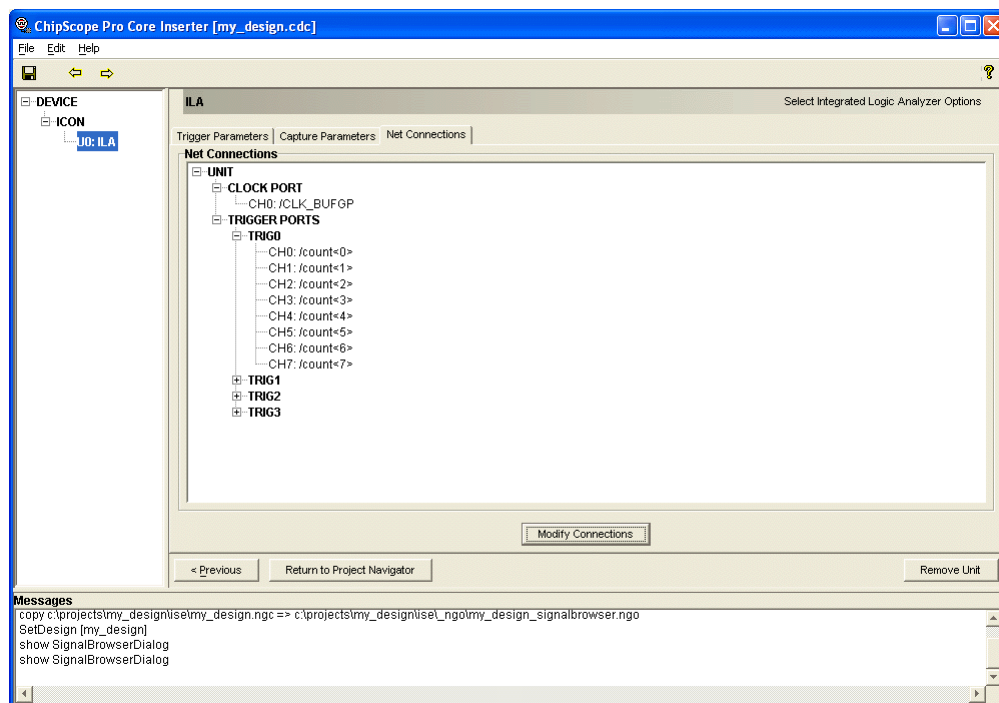 ChipScope Pro Core Inserter [my_design.cdc]
File Edit Help
?
DEVICE
ICON
U0: ILA
ILA
Select Integrated Logic Analyzer Options
Trigger Parameters Capture Parameters Net Connections
Net Connections
UNIT
CLOCK PORT
CH0: /CLK_BUFGP
TRIGGER PORTS
TRIG0
CH0: /count<0>
CH1: /count<1>
CH2: /count<2>
CH3: /count<3>
CH4: /count<4>
CH5: /count<5>
CH6: /count<6>
CH7: /count<7>
TRIG1
TRIG2
TRIG3
Modify Connections
< Previous Return to Project Navigator Remove Unit
Messages
copy c:\projects\my_design\ise\my_design.ngc => c:\projects\my_design\ise\_ngo\my_design_signalbrowser.ngo
SetDesign [my_design]
show SignalBrowserDialog
show SignalBrowserDialog